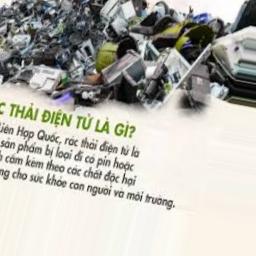 THẢI ĐIỆN TỬ LÀ GÌ?
Liên Hợp Quốc, rác thải điện tử là
sản phẩm bị loại đi có pin hoặc
cắm kèm theo các chất độc hại
cho sức khỏe con người và môi trường.